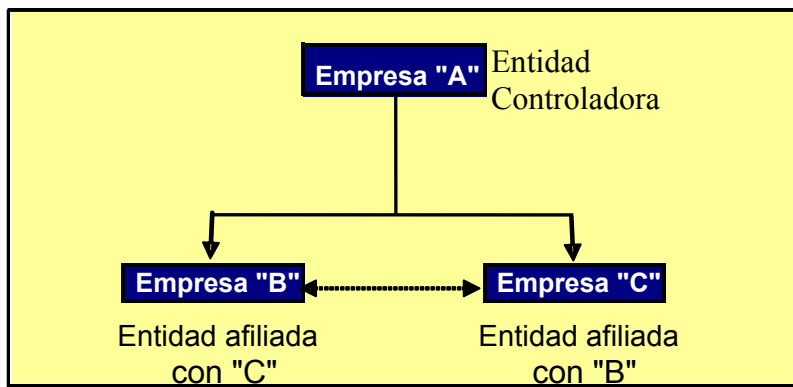 Empresa "A"
Entidad
Controladora
Empresa "B"
Empresa "C"
Entidad afiliada
con "C"
Entidad afiliada
con "B"